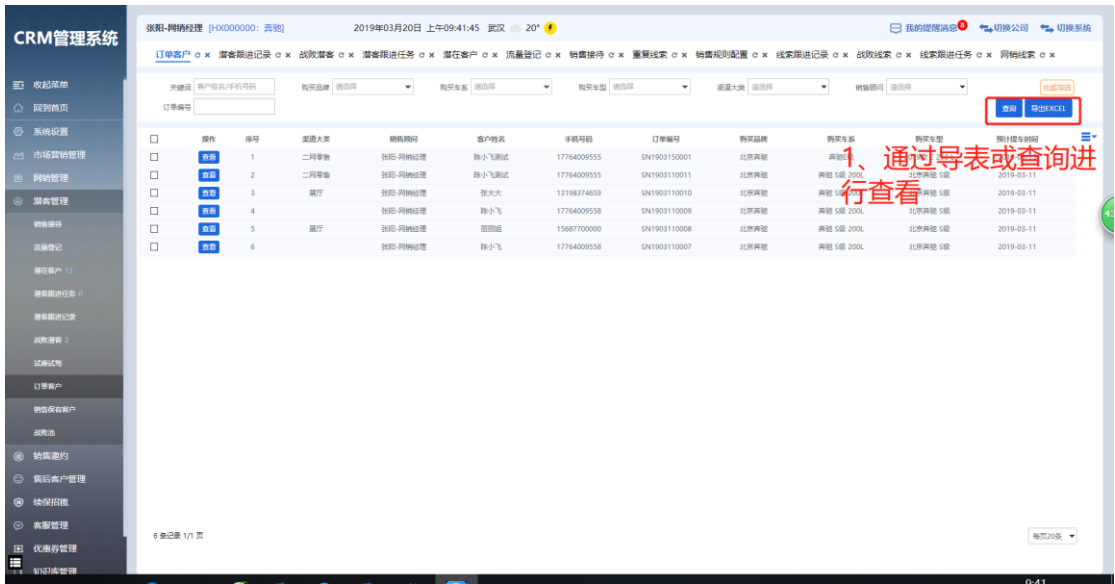 CRM管理系统
张阳-网销经理 [HX000000: 奔驰] 2019年03月20日 上午09:41:45 武汉 20° 我的提醒消息 8 切换公司 切换系统
订单客户 潜客跟进记录 战败潜客 潜客跟进任务 潜在客户 流量登记 销售接待 重复线索 销售规则配置 线索跟进记录 战败线索 线索跟进任务 网销线索
收起菜单
回到首页
系统设置
市场营销管理
网销管理
潜客管理
销售接待
流量登记
潜在客户 13
潜客跟进任务 0
潜客跟进记录
战败潜客 2
试乘试驾
订单客户
销售保有客户
战败池
销售邀约
售后客户管理
续保招揽
客服管理
优惠券管理
知识库管理
关键词 客户姓名/手机号码 购买品牌 请选择 购买车系 请选择 购买车型 请选择 渠道大类 请选择 销售顾问 请选择 收起筛选
订单编号 查询 导出EXCEL
操作 序号 渠道大类 销售顾问 客户姓名 手机号码 订单编号 购买品牌 购买车系 购买车型 预计提车时间
查看 1 二网零售 张阳-网销经理 陈小飞测试 17764009555 SN1903150001 北京奔驰
查看 2 二网零售 张阳-网销经理 陈小飞测试 17764009555 SN1903110011 北京奔驰 奔驰 S级 200L 北京奔驰 S级 2019-03-11
查看 3 展厅 张阳-网销经理 张大大 13198374659 SN1903110010 北京奔驰 2019-03-11
查看 4 张阳-网销经理 陈小飞 17764009558 SN1903110009 北京奔驰 奔驰 S级 200L 北京奔驰 S级 2019-03-11
查看 5 展厅 张阳-网销经理 丽丽姐 15687700000 SN1903110008 北京奔驰 奔驰 S级 200L 北京奔驰 S级 2019-03-11
查看 6 张阳-网销经理 陈小飞 17764009558 SN1903110007 北京奔驰 奔驰 S级 200L 北京奔驰 S级 2019-03-11
1、通过导表或查询进
行查看
6 条记录 1/1 页 每页20条
9:41